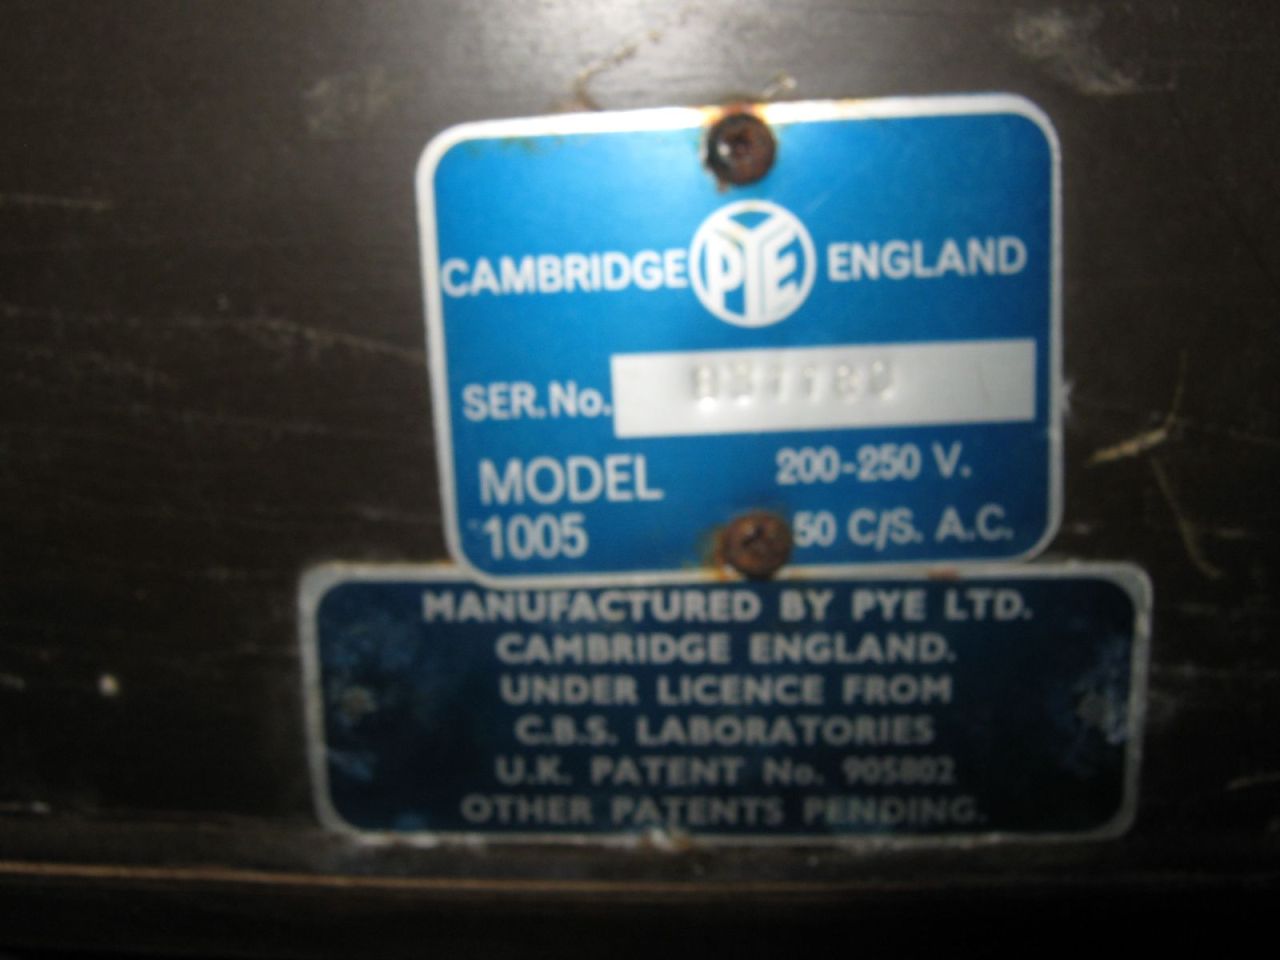 CAMBRIDGE PYE ENGLAND
SER. No.
MODEL 200-250 V.
1005 50 C/S. A.C.
MANUFACTURED BY PYE LTD.
CAMBRIDGE ENGLAND.
UNDER LICENCE FROM
C.B.S. LABORATORIES
U.K. PATENT No. 905802
OTHER PATENTS PENDING.